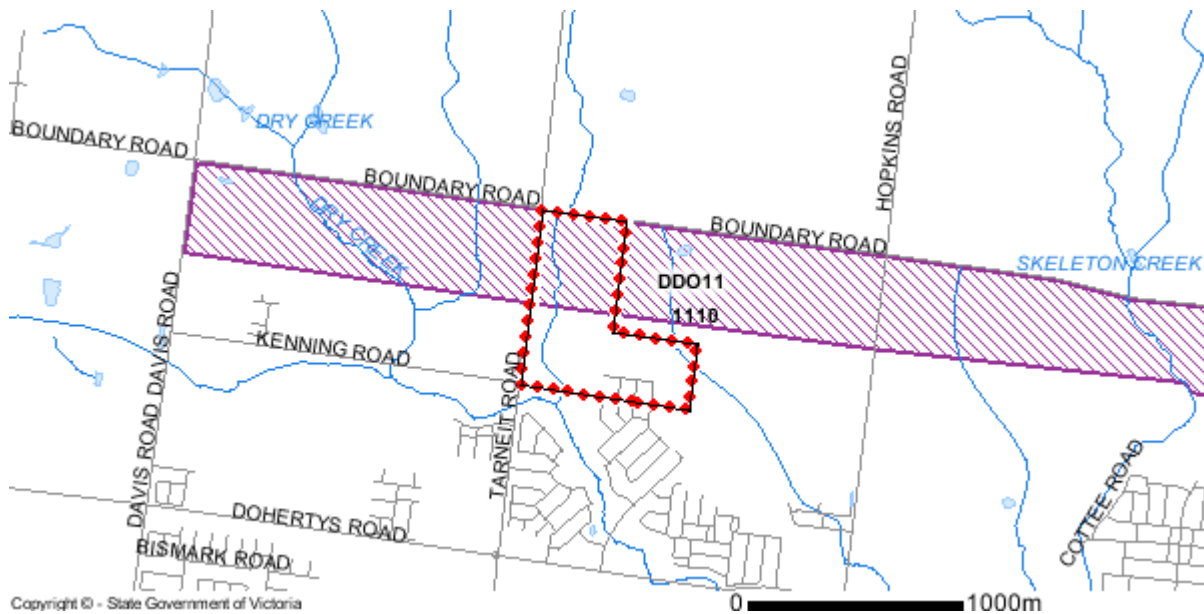 HOPKINS ROAD
DRY CREEK
BOUNDARY ROAD
BOUNDARY ROAD
DRY CREEK
BOUNDARY ROAD
SKELETON CREEK
DDO11
1110
DAVIS ROAD
DAVIS ROAD
KENNING ROAD
TARNEIT ROAD
COTTEE ROAD
DOHERTYS ROAD
BISMARK ROAD
Copyright © - State Government of Victoria
0 1000m